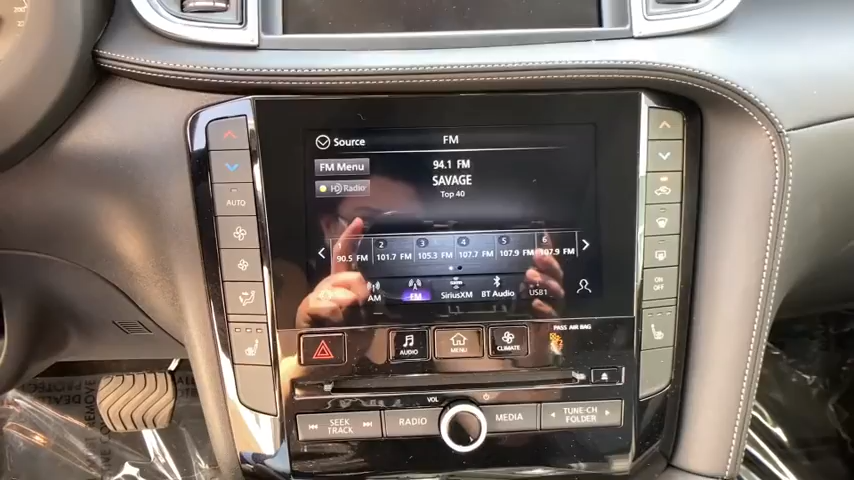 Source
FM
FM Menu
94.1 FM
SAVAGE
HD Radio
Top 40
1 2 3 4 5 6
90.5 FM 101.7 FM 105.3 FM 107.7 FM 107.9 FM 107.9 FM
AM FM SiriusXM BT Audio USB1
AUTO
ON
OFF
PASS AIR BAG
AUDIO
MENU
CLIMATE
VOL
SEEK
TRACK
RADIO
MEDIA
TUNE·CH
FOLDER